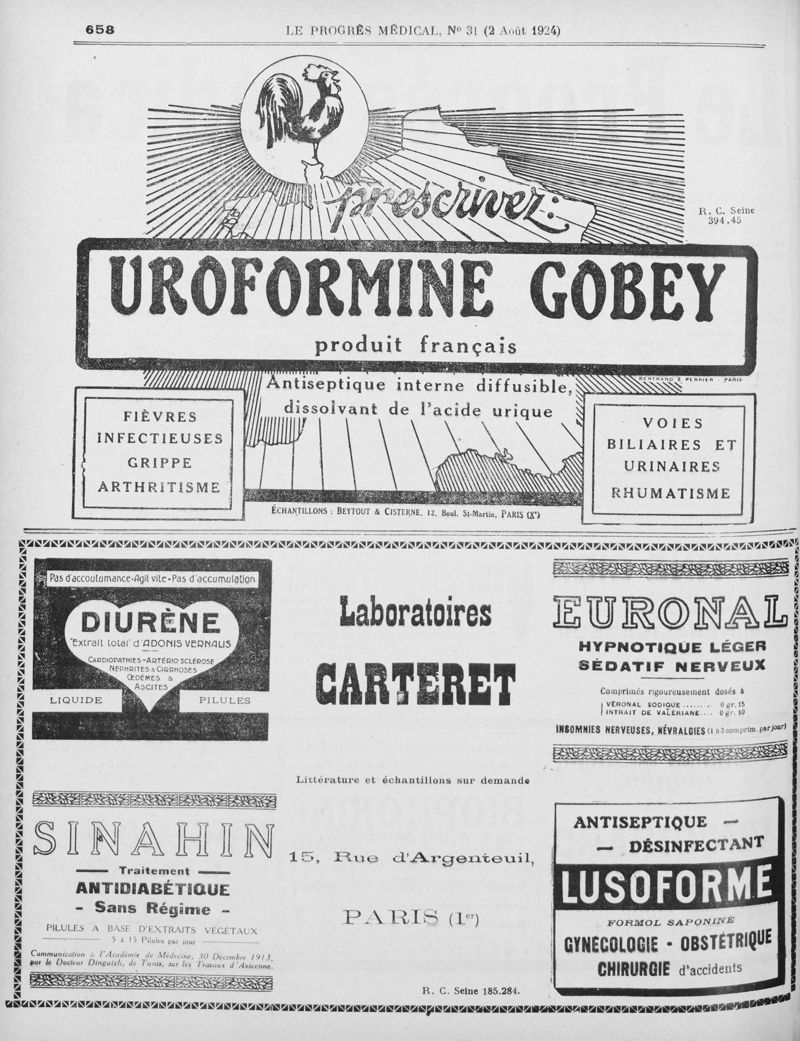 658
LE PROGRÈS MÉDICAL, No 31 (2 Août 1924)
prescrivez:
R. C. Seine
394.45
UROFORMINE GOBEY
produit français
BERTRAND & PERRIER - PARIS
Antiseptique interne diffusible,
dissolvant de l'acide urique
FIÈVRES
INFECTIEUSES
GRIPPE
ARTHRITISME
VOIES
BILIAIRES ET
URINAIRES
RHUMATISME
ÉCHANTILLONS : BEYTOUT & CISTERNE, 12, Boul. St-Martin, PARIS (Xe)
Pas d'accoutumance - Agit vite - Pas d'accumulation
DIURÈNE
"Extrait total" d'ADONIS VERNALIS
CARDIOPATHIES - ARTÉRIO SCLÉROSE
NÉPHRITES & CIRRHOSES
ŒDÈMES &
ASCITES
LIQUIDE
PILULES
Laboratoires
CARTERET
Littérature et échantillons sur demande
15, Rue d'Argenteuil,
PARIS (1er)
R. C. Seine 185.284.
EURONAL
HYPNOTIQUE LÉGER
SÉDATIF NERVEUX
Comprimés rigoureusement dosés à
VÉRONAL SODIQUE ........ 0 gr. 15
INTRAIT DE VALÉRIANE.... 0 gr. 10
INSOMNIES NERVEUSES, NÉVRALGIES (1 à 3 comprim. par jour)
SINAHIN
Traitement
ANTIDIABÉTIQUE
- Sans Régime -
PILULES A BASE D'EXTRAITS VÉGÉTAUX
5 à 15 Pilules par jour
Communication à l'Académie de Médecine, 30 Décembre 1913,
par le Docteur Dinguizli, de Tunis, sur les Travaux d'Avicenne.
ANTISEPTIQUE —
— DÉSINFECTANT
LUSOFORME
FORMOL SAPONINÉ
GYNÉCOLOGIE - OBSTÉTRIQUE
CHIRURGIE d'accidents